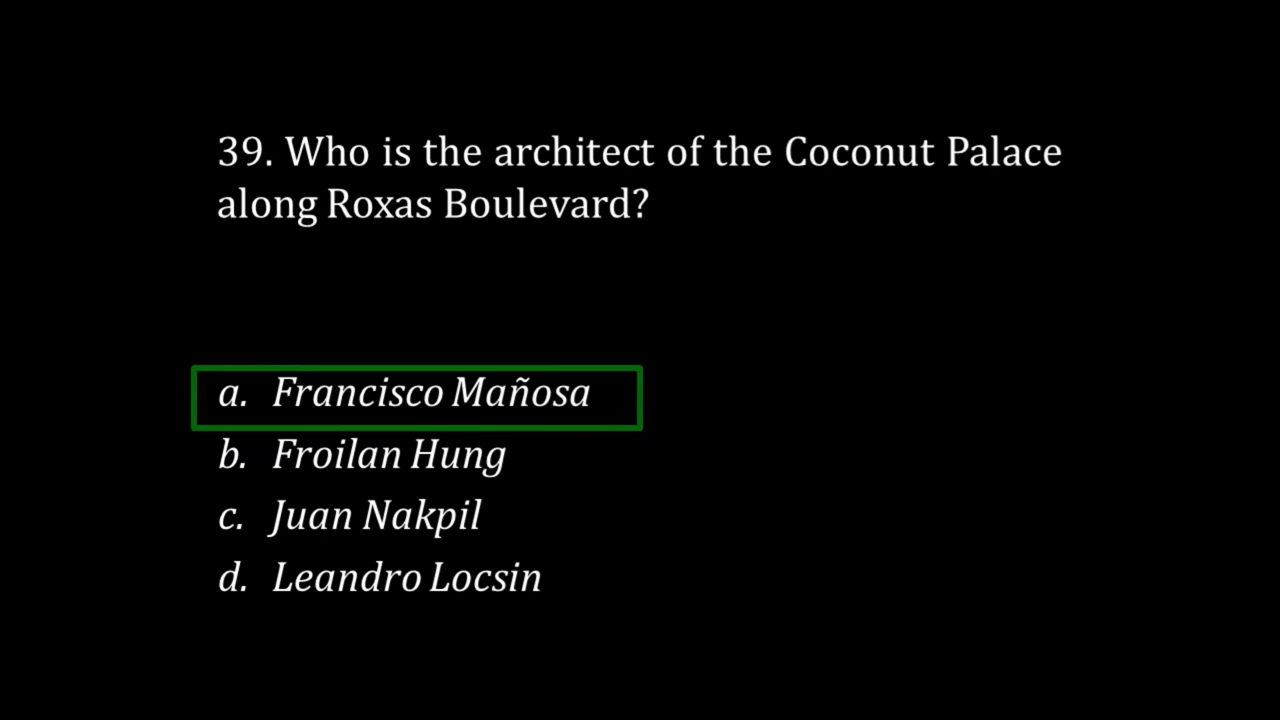 39. Who is the architect of the Coconut Palace
along Roxas Boulevard?
a. Francisco Mañosa
b. Froilan Hung
c. Juan Nakpil
d. Leandro Locsin